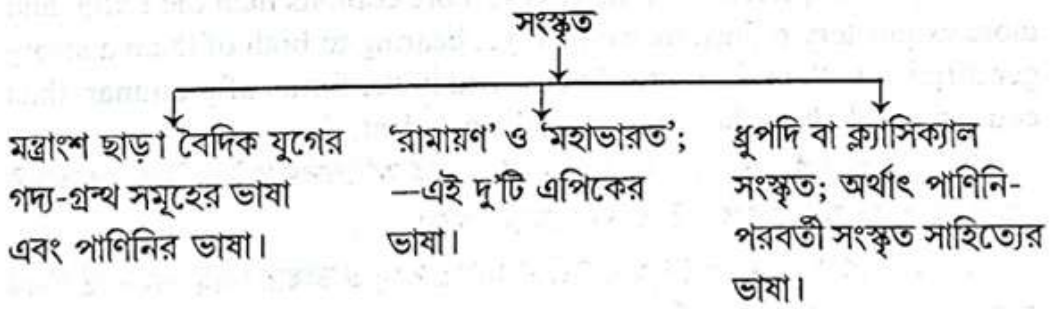 সংস্কৃত
মন্ত্রাংশ ছাড়া বৈদিক যুগের
গদ্য-গ্রন্থ সমূহের ভাষা
এবং পাণিনির ভাষা।
‘রামায়ণ’ ও ‘মহাভারত’;
—এই দু’টি এপিকের
ভাষা।
ধ্রুপদি বা ক্ল্যাসিক্যাল
সংস্কৃত; অর্থাৎ পাণিনি-
পরবর্তী সংস্কৃত সাহিত্যের
ভাষা।